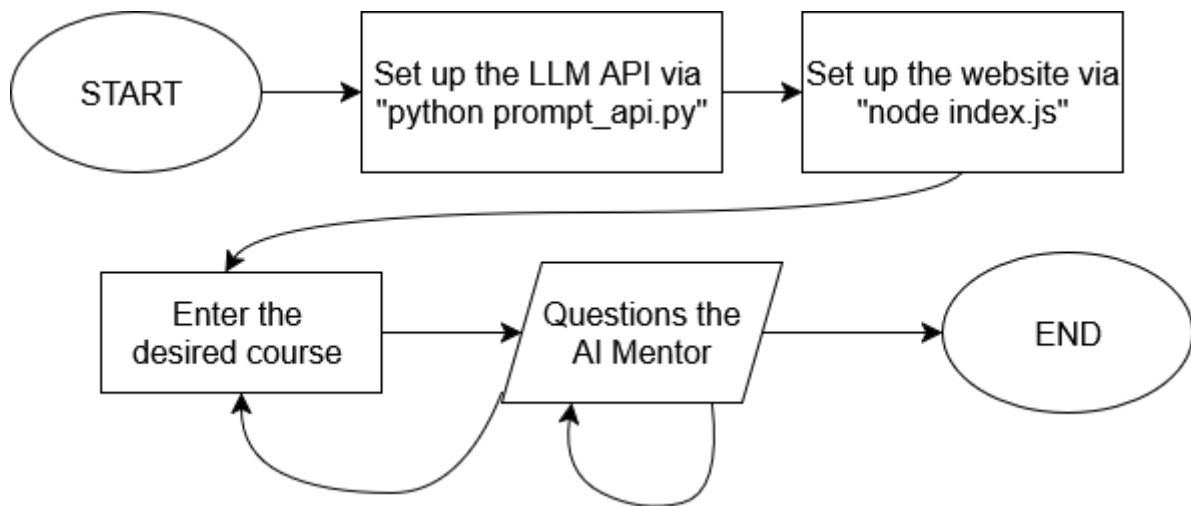 START
Set up the LLM API via
"python prompt_api.py"
Set up the website via
"node index.js"
Enter the
desired course
Questions the
AI Mentor
END